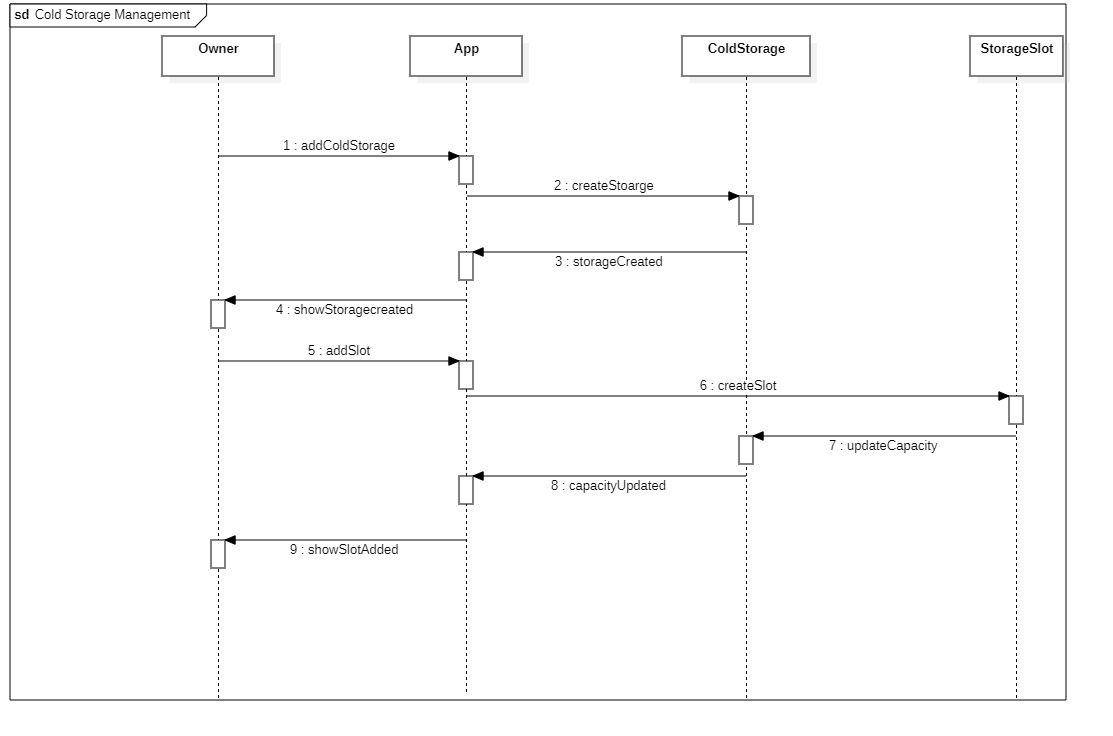 sd Cold Storage Management
Owner
App
ColdStorage
StorageSlot
1 : addColdStorage
2 : createStoarge
3 : storageCreated
4 : showStoragecreated
5 : addSlot
6 : createSlot
7 : updateCapacity
8 : capacityUpdated
9 : showSlotAdded